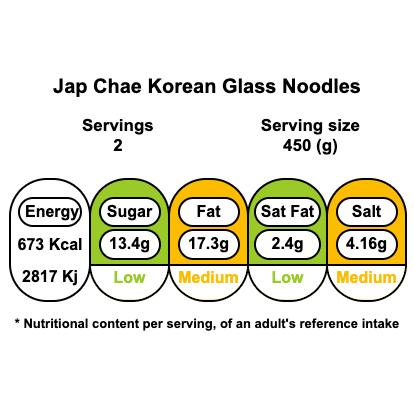 Jap Chae Korean Glass Noodles
Servings Serving size
2 450 (g)
Energy Sugar Fat Sat Fat Salt
673 Kcal 13.4g 17.3g 2.4g 4.16g
2817 Kj Low Medium Low Medium
* Nutritional content per serving, of an adult's reference intake